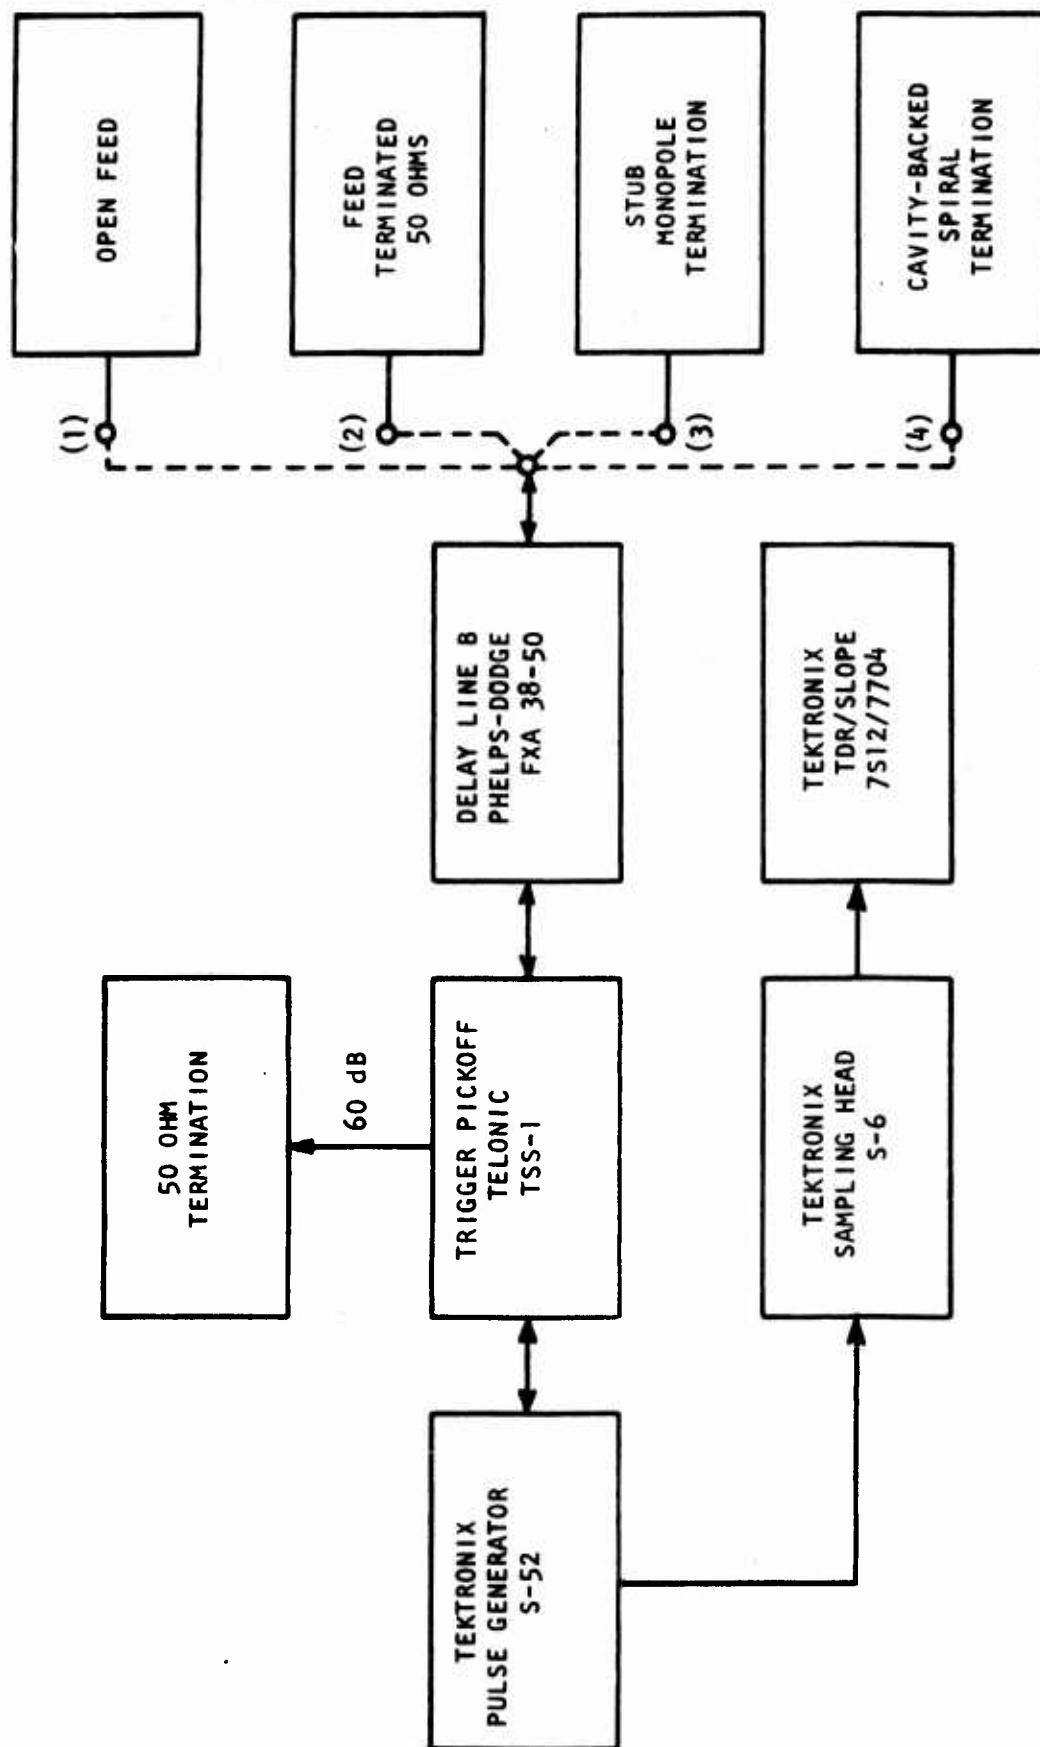 TEKTRONIX
PULSE GENERATOR
S-52
50 OHM
TERMINATION
60 dB
TRIGGER PICKOFF
TELONIC
TSS-1
TEKTRONIX
SAMPLING HEAD
S-6
DELAY LINE B
PHELPS-DODGE
FXA 38-50
TEKTRONIX
TDR/SLOPE
7S12/7704
(1)
OPEN FEED
(2)
FEED
TERMINATED
50 OHMS
(3)
STUB
MONOPOLE
TERMINATION
(4)
CAVITY-BACKED
SPIRAL
TERMINATION